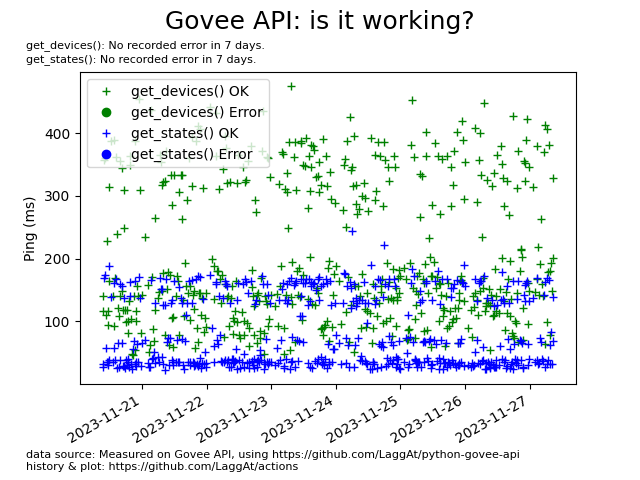 Govee API: is it working?
get_devices(): No recorded error in 7 days.
get_states(): No recorded error in 7 days.
get_devices() OK
get_devices() Error
get_states() OK
get_states() Error
400
300
200
100
Ping (ms)
2023-11-21
2023-11-22
2023-11-23
2023-11-24
2023-11-25
2023-11-26
2023-11-27
data source: Measured on Govee API, using https://github.com/LaggAt/python-govee-api
history & plot: https://github.com/LaggAt/actions